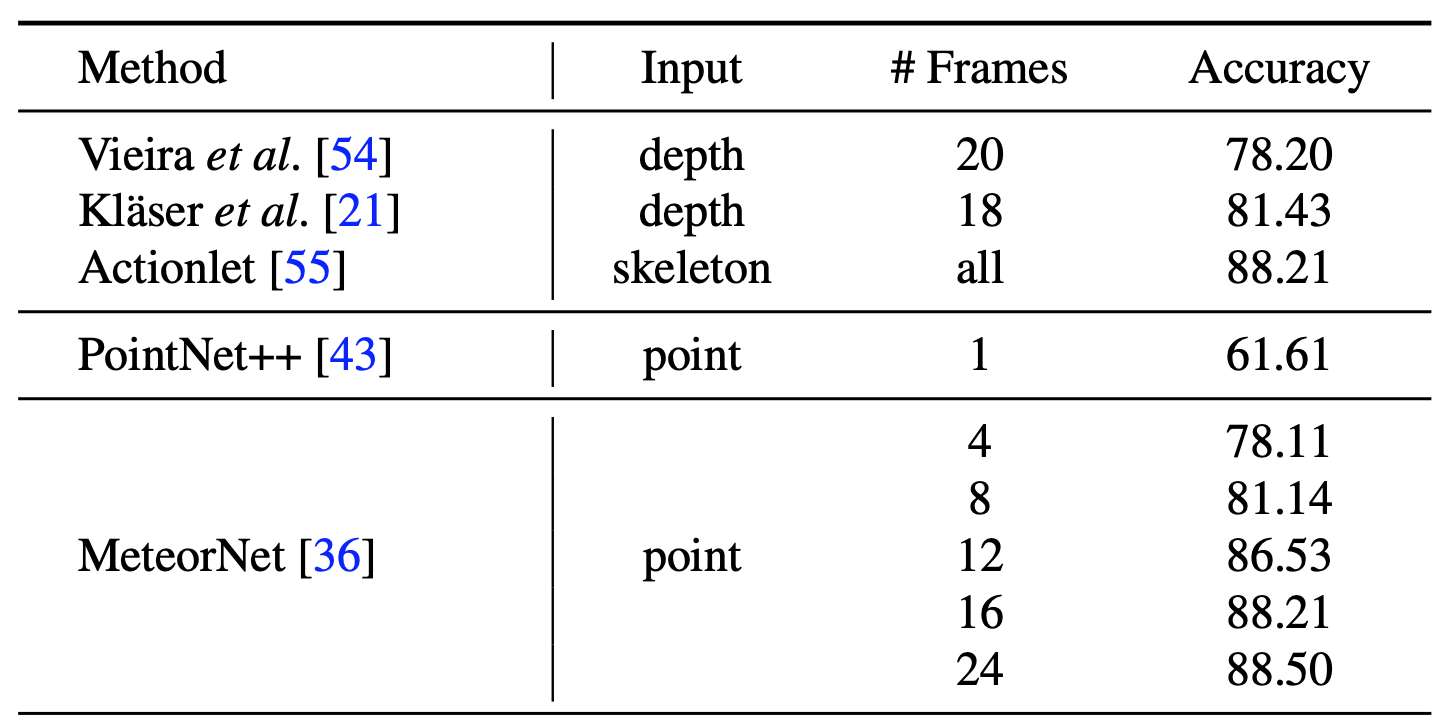 Method Input # Frames Accuracy
Vieira et al. [54] depth 20 78.20
Kläser et al. [21] depth 18 81.43
Actionlet [55] skeleton all 88.21
PointNet++ [43] point 1 61.61
4 78.11
8 81.14
MeteorNet [36] point 12 86.53
16 88.21
24 88.50